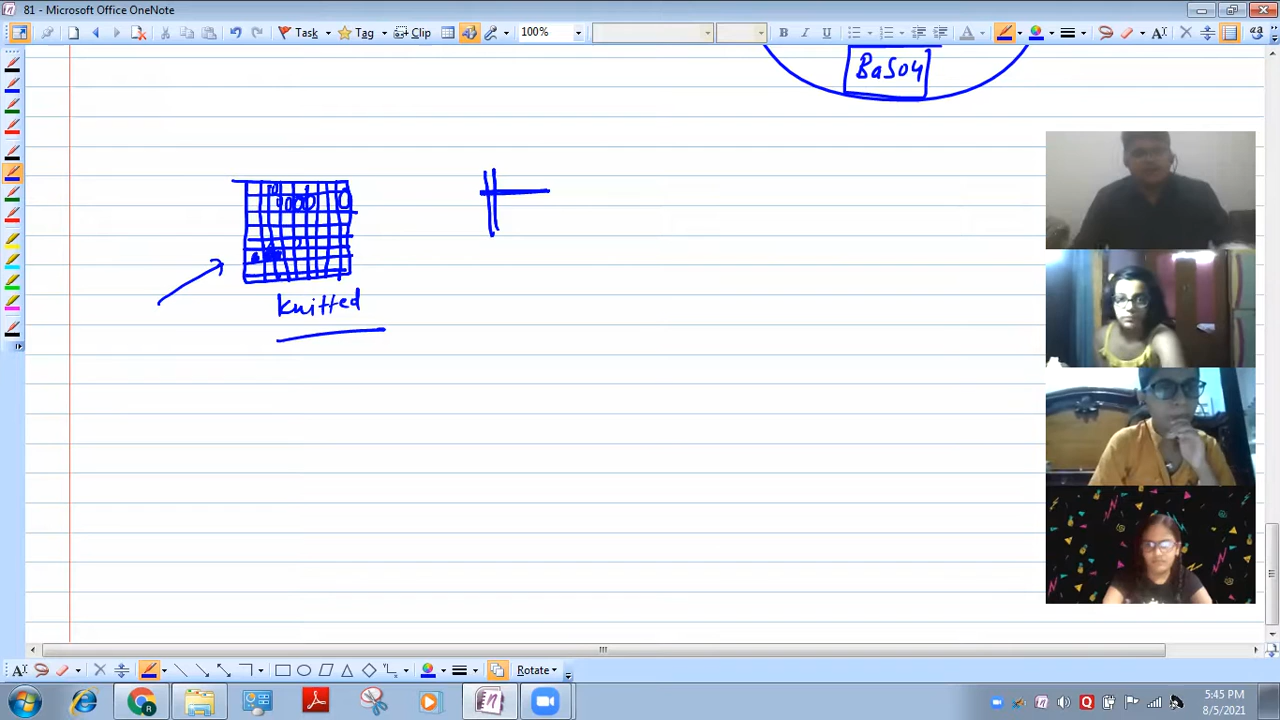 81 - Microsoft Office OneNote
Task
Tag
Clip
100%
B I U
A
BaSO4
Knitted
Rotate
5:45 PM
8/5/2021